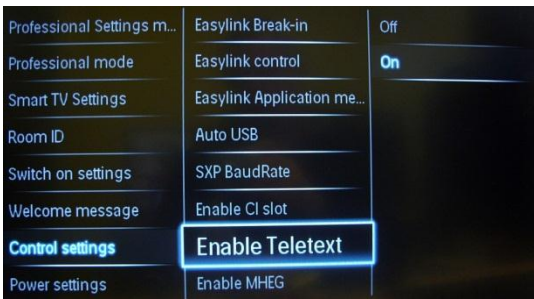 Professional Settings m...
Professional mode
Smart TV Settings
Room ID
Switch on settings
Welcome message
Control settings
Power settings
Easylink Break-in
Easylink control
Easylink Application me...
Auto USB
SXP BaudRate
Enable CI slot
Enable Teletext
Enable MHEG
Off
On